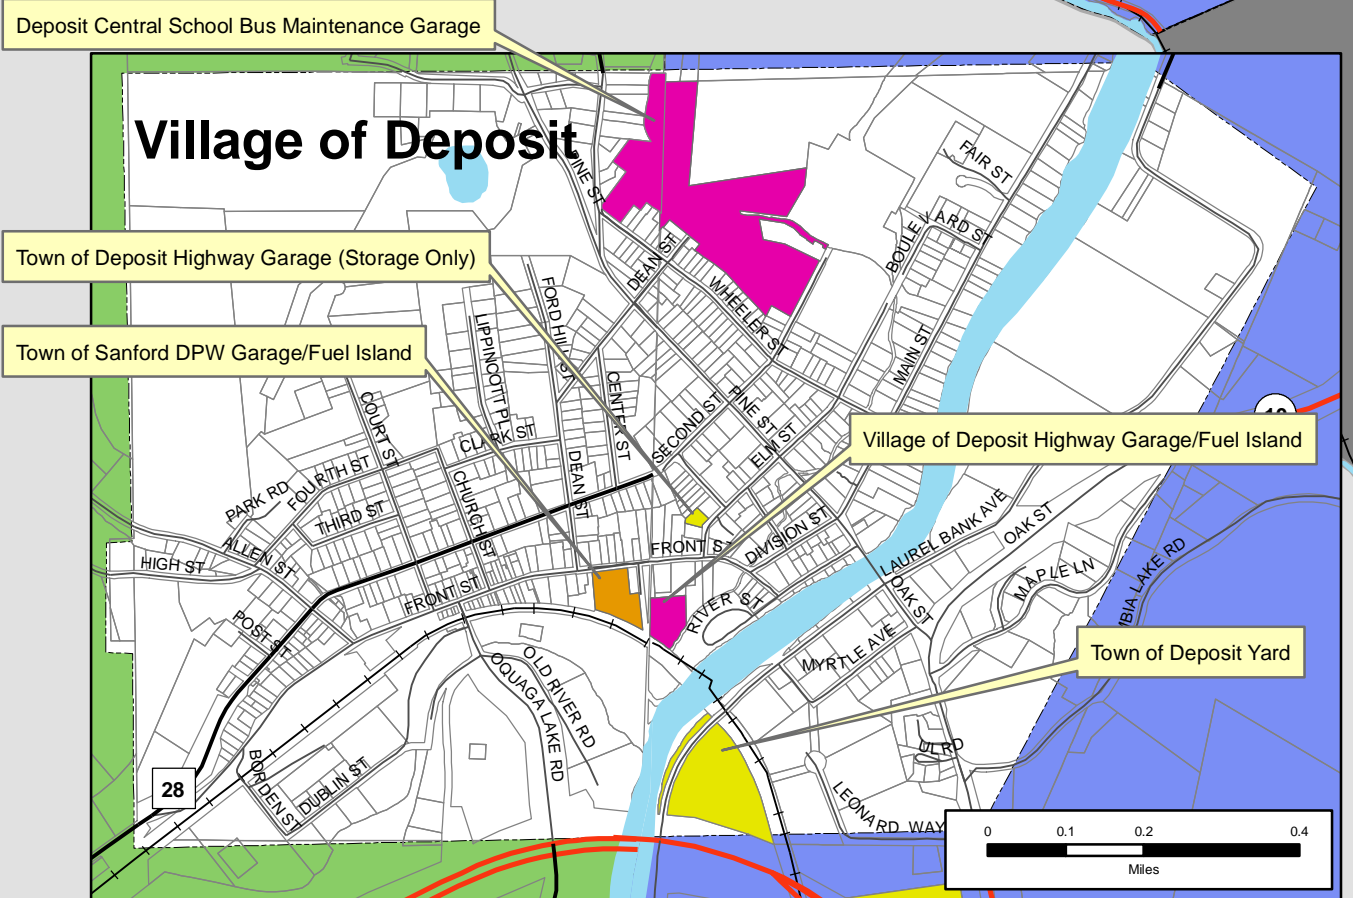 Deposit Central School Bus Maintenance Garage
Village of Deposit
PINE ST
FAIR ST
BOULEVARD ST
Town of Deposit Highway Garage (Storage Only)
DEAN ST
FORD HILL ST
WHEELER ST
LIPPINCOTT PL
Town of Sanford DPW Garage/Fuel Island
MAIN ST
CENTER ST
COURT ST
PINE ST
SECOND ST
ELM ST
CLARK ST
Village of Deposit Highway Garage/Fuel Island
DEAN ST
CHURCH ST
FOURTH ST
PARK RD
THIRD ST
ALLEN ST
HIGH ST
FRONT ST
DIVISION ST
LAUREL BANK AVE
OAK ST
MAPLE LN
MBIA LAKE RD
OAK ST
FRONT ST
RIVER ST
POST ST
MYRTLE AVE
Town of Deposit Yard
OLD RIVER RD
OQUAGA LAKE RD
UL RD
BORDEN ST
DUBLIN ST
28
LEONARD WAY
0 0.1 0.2 0.4
Miles